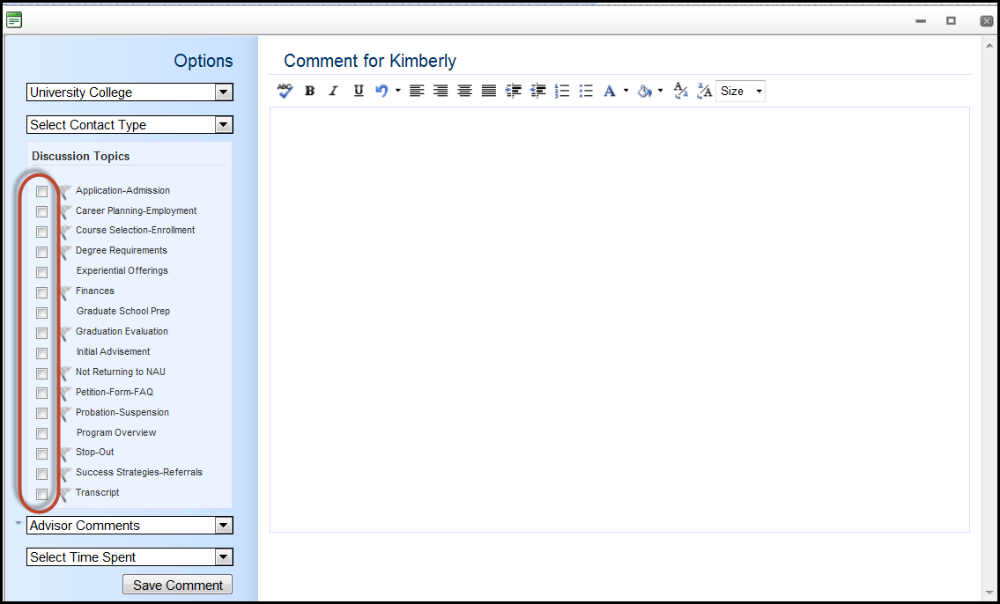 Options
University College
Select Contact Type
Discussion Topics
Application-Admission
Career Planning-Employment
Course Selection-Enrollment
Degree Requirements
Experiential Offerings
Finances
Graduate School Prep
Graduation Evaluation
Initial Advisement
Not Returning to NAU
Petition-Form-FAQ
Probation-Suspension
Program Overview
Stop-Out
Success Strategies-Referrals
Transcript
Advisor Comments
Select Time Spent
Save Comment
Comment for Kimberly
ABC B I U A A Size